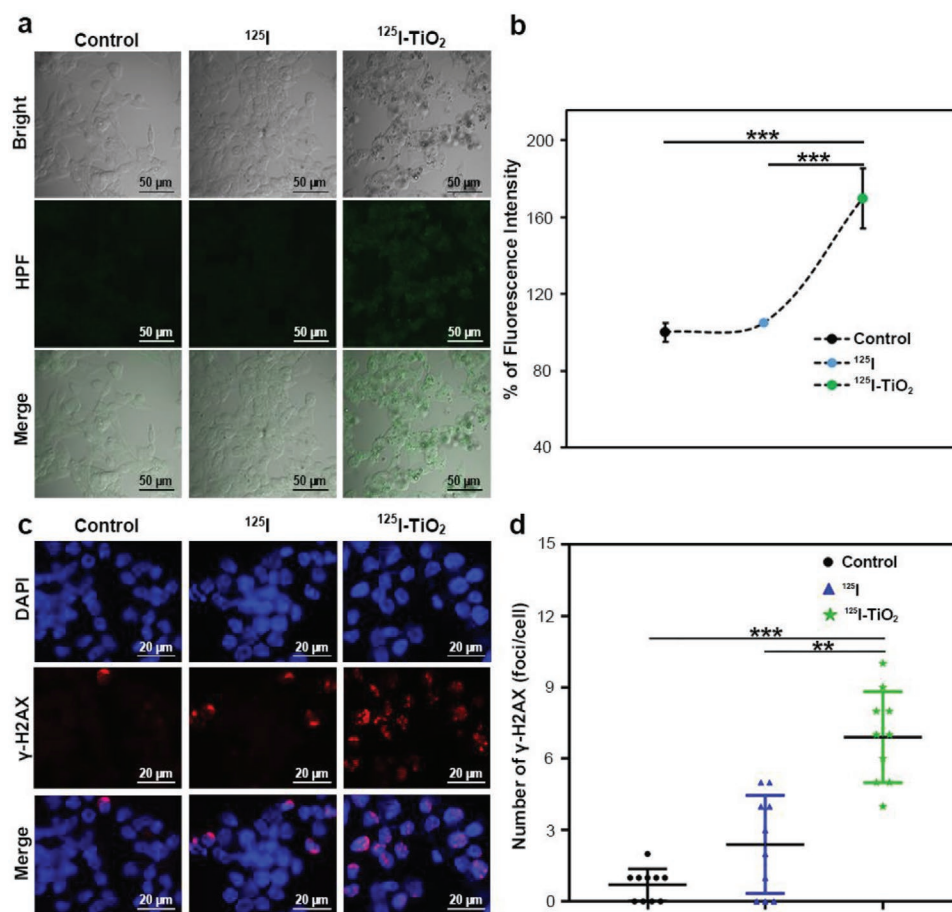 a
Control
¹²⁵I
¹²⁵I-TiO₂
Bright
50 µm
50 µm
50 µm
HPF
50 µm
50 µm
50 µm
Merge
50 µm
50 µm
50 µm
b
% of Fluorescence Intensity
200
160
120
80
40
***
***
Control
¹²⁵I
¹²⁵I-TiO₂
c
Control
¹²⁵I
¹²⁵I-TiO₂
DAPI
20 µm
20 µm
20 µm
γ-H2AX
20 µm
20 µm
20 µm
Merge
20 µm
20 µm
20 µm
d
Number of γ-H2AX (foci/cell)
15
12
9
6
3
0
Control
¹²⁵I
¹²⁵I-TiO₂
***
**